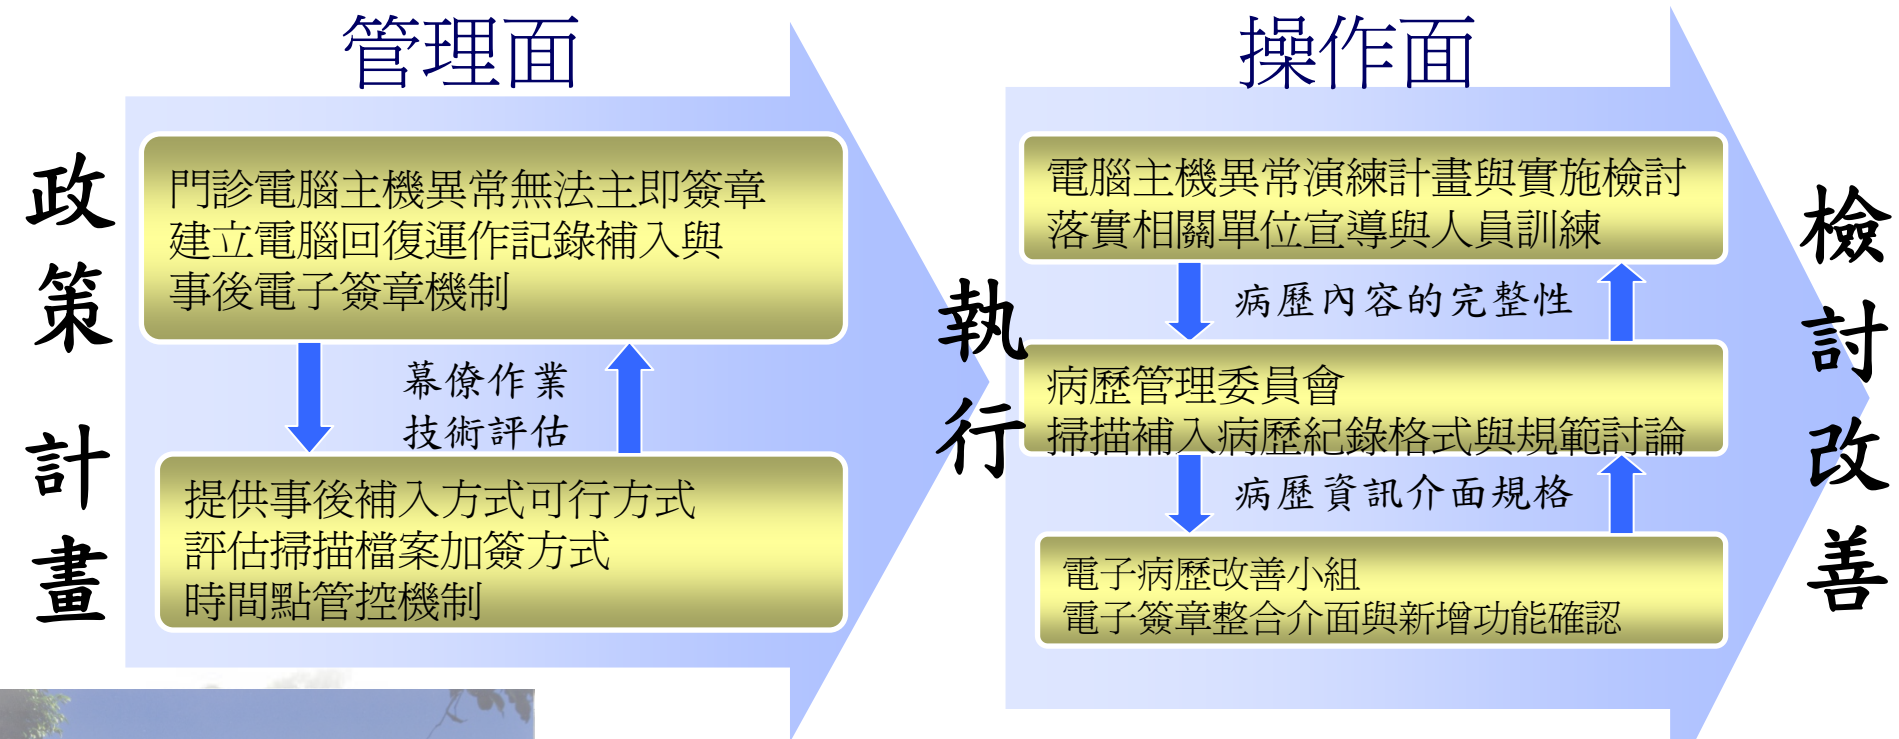 管理面
操作面
政策計畫
門診電腦主機異常無法主即簽章
建立電腦回復運作記錄補入與
事後電子簽章機制
幕僚作業
技術評估
提供事後補入方式可行方式
評估掃描檔案加簽方式
時間點管控機制
執行
電腦主機異常演練計畫與實施檢討
落實相關單位宣導與人員訓練
病歷內容的完整性
病歷管理委員會
掃描補入病歷紀錄格式與規範討論
病歷資訊介面規格
電子病歷改善小組
電子簽章整合介面與新增功能確認
檢討改善